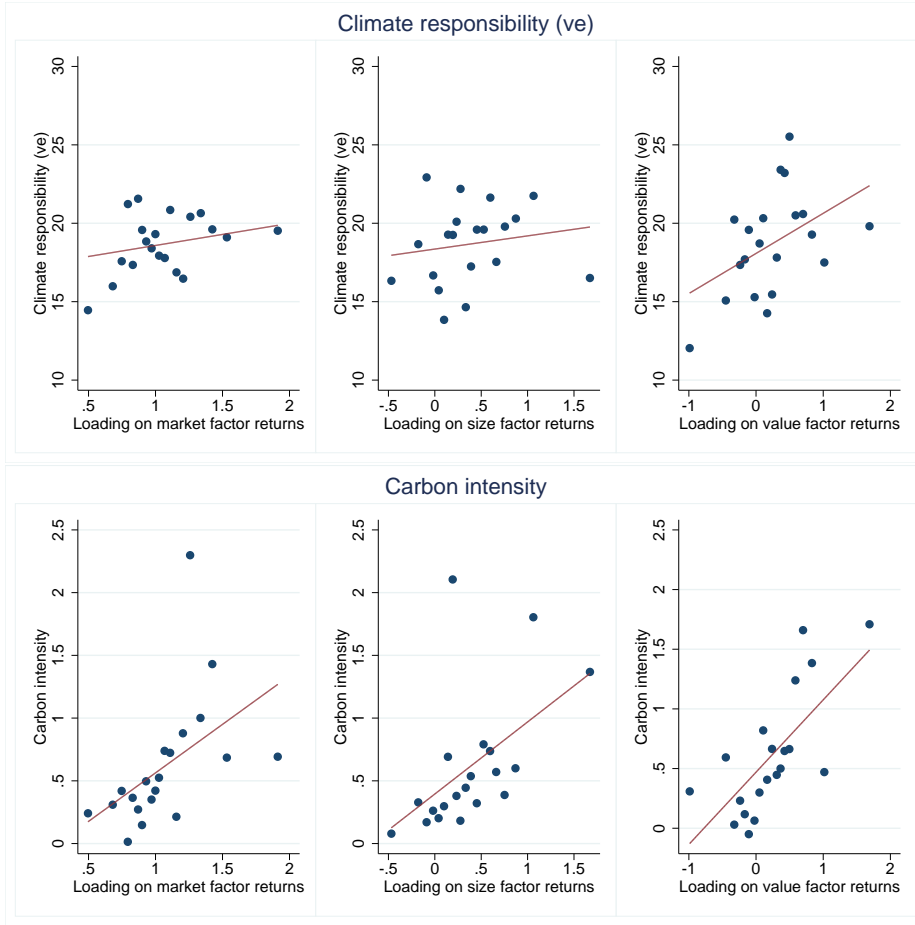 Climate responsibility (ve)
Climate responsibility (ve)
30
25
20
15
10
.5 1 1.5 2
Loading on market factor returns
Climate responsibility (ve)
30
25
20
15
10
-.5 0 .5 1 1.5
Loading on size factor returns
Climate responsibility (ve)
30
25
20
15
10
-1 0 1 2
Loading on value factor returns
Carbon intensity
Carbon intensity
2.5
2
1.5
1
.5
0
.5 1 1.5 2
Loading on market factor returns
Carbon intensity
2.5
2
1.5
1
.5
0
-.5 0 .5 1 1.5
Loading on size factor returns
Carbon intensity
2.5
2
1.5
1
.5
0
-1 0 1 2
Loading on value factor returns